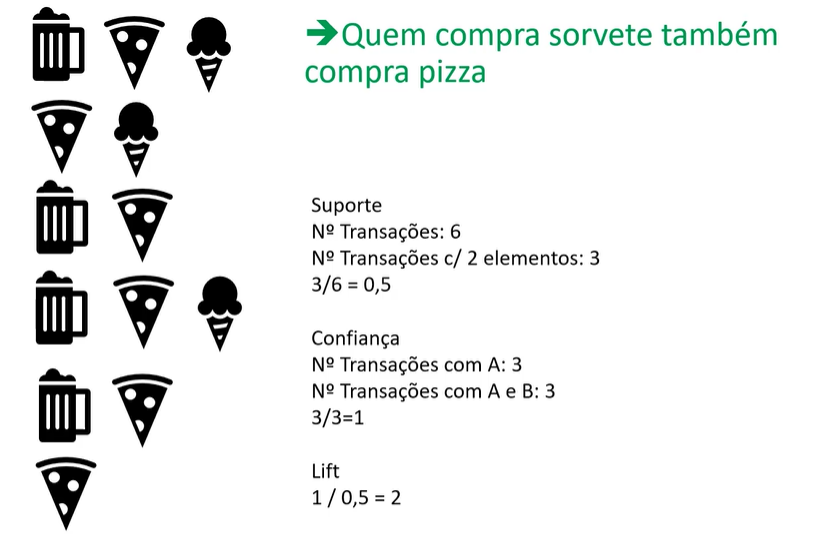 ➔Quem compra sorvete também
compra pizza
Suporte
Nº Transações: 6
Nº Transações c/ 2 elementos: 3
3/6 = 0,5
Confiança
Nº Transações com A: 3
Nº Transações com A e B: 3
3/3=1
Lift
1 / 0,5 = 2